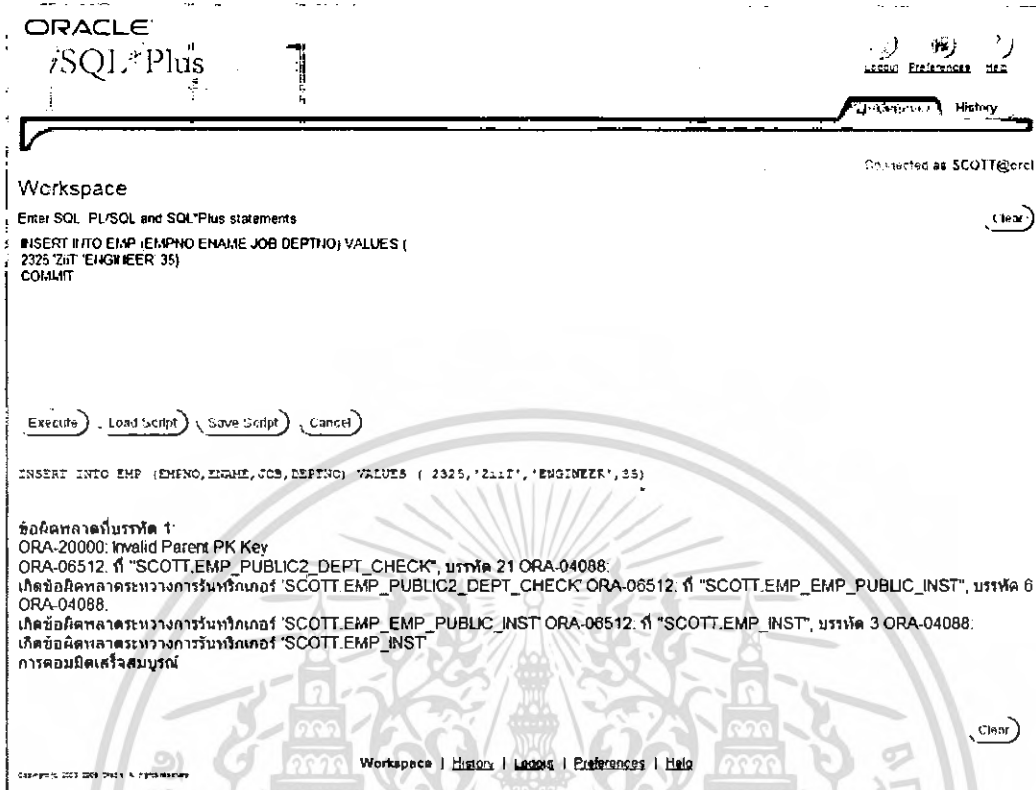 ORACLE
iSQL*Plus
Logout Preferences Help
History
Connected as SCOTT@orcl
Workspace
Enter SQL PL/SQL and SQL*Plus statements
Clear
INSERT INTO EMP (EMPNO ENAME JOB DEPTNO) VALUES (
2325 'ZiiT' 'ENGINEER' 35)
COMMIT
Execute Load Script Save Script Cancel
INSERT INTO EMP (EMPNO,ENAME,JOB,DEPTNO) VALUES ( 2325,'ZiiT','ENGINEER',35)
*
ข้อผิดพลาดที่บรรทัด 1:
ORA-20000: Invalid Parent PK Key
ORA-06512: ที่ "SCOTT.EMP_PUBLIC2_DEPT_CHECK", บรรทัด 21 ORA-04088:
เกิดข้อผิดพลาดระหว่างการรันทริกเกอร์ 'SCOTT.EMP_PUBLIC2_DEPT_CHECK' ORA-06512: ที่ "SCOTT.EMP_EMP_PUBLIC_INST", บรรทัด 6
ORA-04088:
เกิดข้อผิดพลาดระหว่างการรันทริกเกอร์ 'SCOTT.EMP_EMP_PUBLIC_INST' ORA-06512: ที่ "SCOTT.EMP_INST", บรรทัด 3 ORA-04088:
เกิดข้อผิดพลาดระหว่างการรันทริกเกอร์ 'SCOTT.EMP_INST'
การคอมมิตเสร็จสมบูรณ์
Clear
Workspace | History | Logout | Preferences | Help